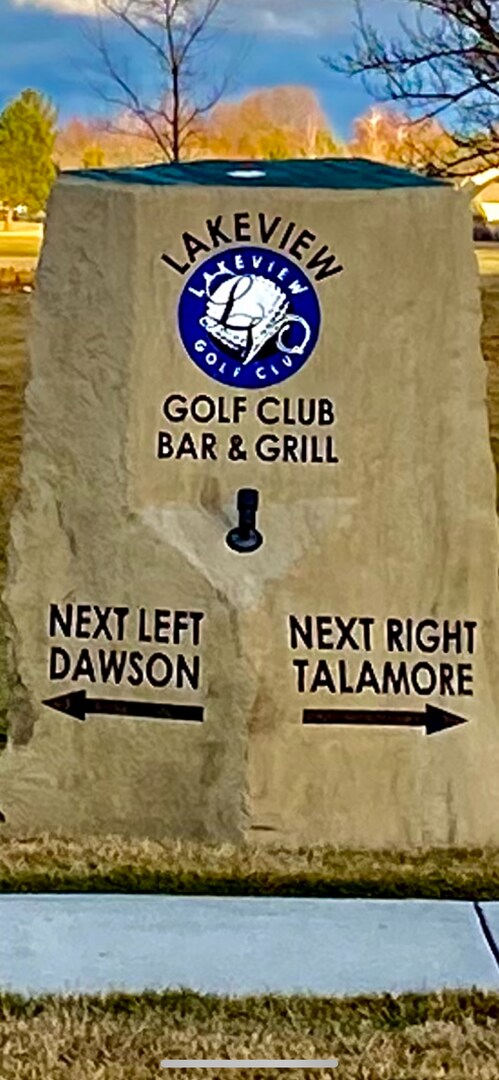 LAKEVIEW
LAKEVIEW
GOLF CLUB
GOLF CLUB
BAR & GRILL
NEXT LEFT
DAWSON
NEXT RIGHT
TALAMORE